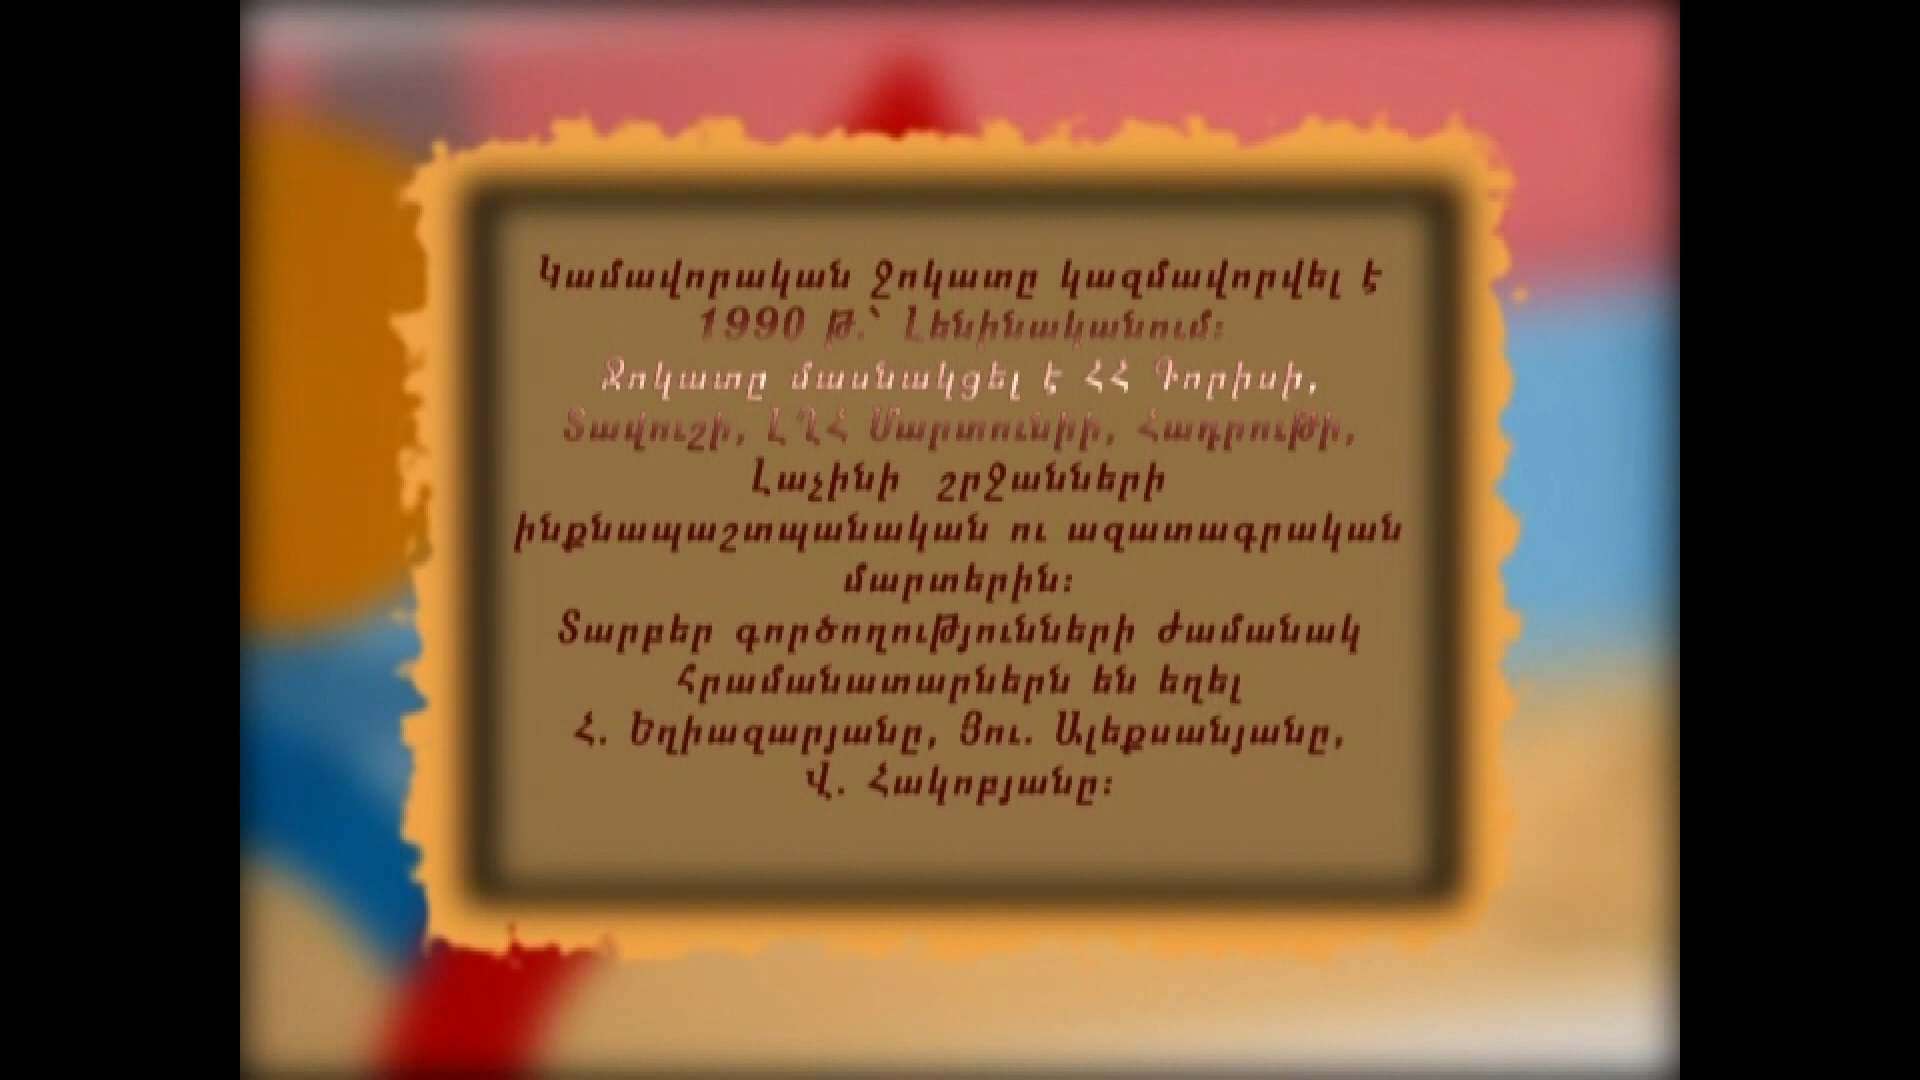 Կամավորական ջոկատը կազմավորվել է
1990 թ.՝ Լենինականում:
Ջոկատը մասնակցել է ՀՀ Գորիսի,
Տավուշի, ԼՂՀ Մարտունիի, Հադրութի,
Լաչինի շրջանների
ինքնապաշտպանական ու ազատագրական
մարտերին:
Տարբեր գործողությունների ժամանակ
հրամանատարներն են եղել
Հ. Եղիազարյանը, Յու. Ալեքսանյանը,
Վ. Հակոբյանը: